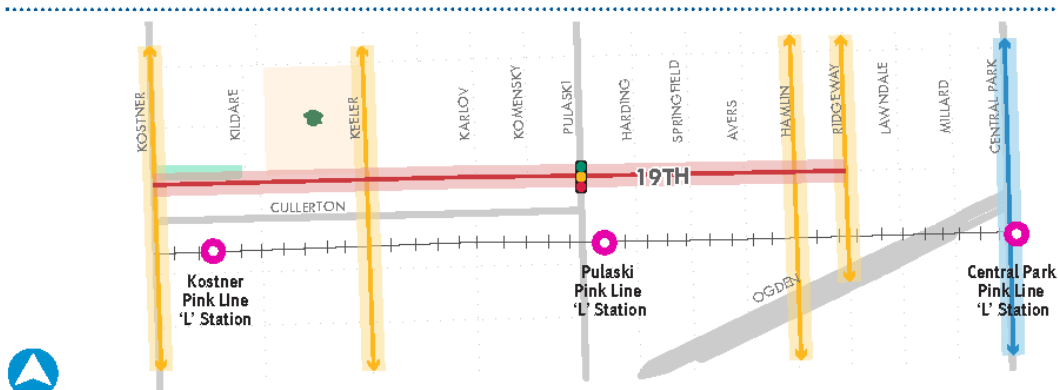 KOSTNER
KILDARE
KEELER
KARLOV
KOMENSKY
PULASKI
HARDING
SPRINGFIELD
AVERS
HAMLIN
RIDGEWAY
LAWNDALE
MILLARD
CENTRAL PARK
19TH
CULLERTON
OGDEN
Kostner
Pink Line
‘L’ Station
Pulaski
Pink Line
‘L’ Station
Central Park
Pink Line
‘L’ Station